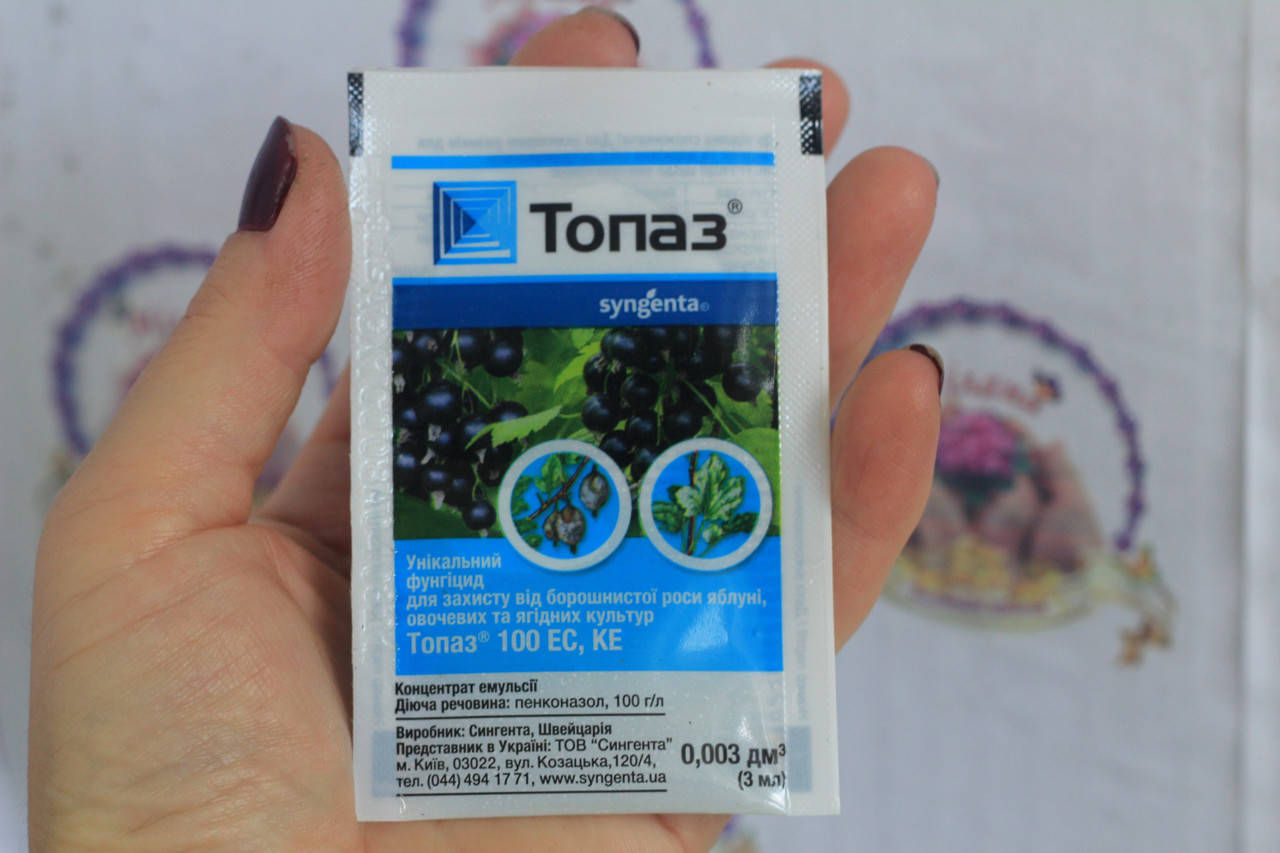 Топаз®
syngenta
Унікальний
фунгіцид
для захисту від борошнистої роси яблуні,
овочевих та ягідних культур
Топаз® 100 EC, КЕ
Концентрат емульсії
Діюча речовина: пенконазол, 100 г/л
Виробник: Сингента, Швейцарія
Представник в Україні: ТОВ “Сингента”
м. Київ, 03022, вул. Козацька,120/4,
тел. (044) 494 17 71, www.syngenta.ua
0,003 дм³
(3 мл)